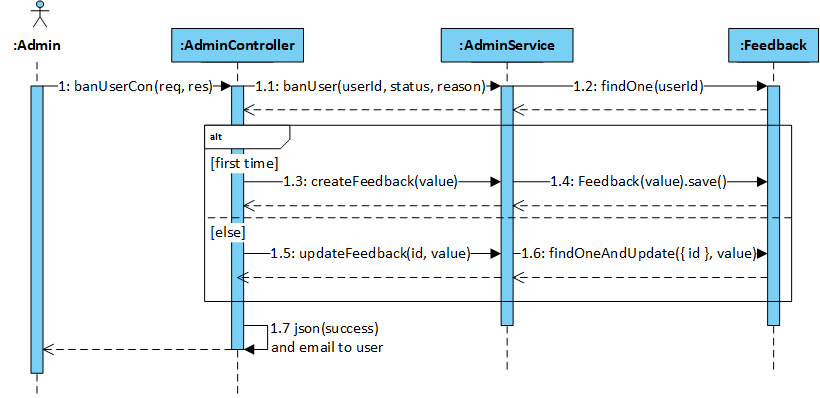 :Admin
:AdminController
:AdminService
:Feedback
1: banUserCon(req, res)
1.1: banUser(userId, status, reason)
1.2: findOne(userId)
alt
[first time]
1.3: createFeedback(value)
1.4: Feedback(value).save()
[else]
1.5: updateFeedback(id, value)
1.6: findOneAndUpdate({ id }, value)
1.7 json(success)
and email to user